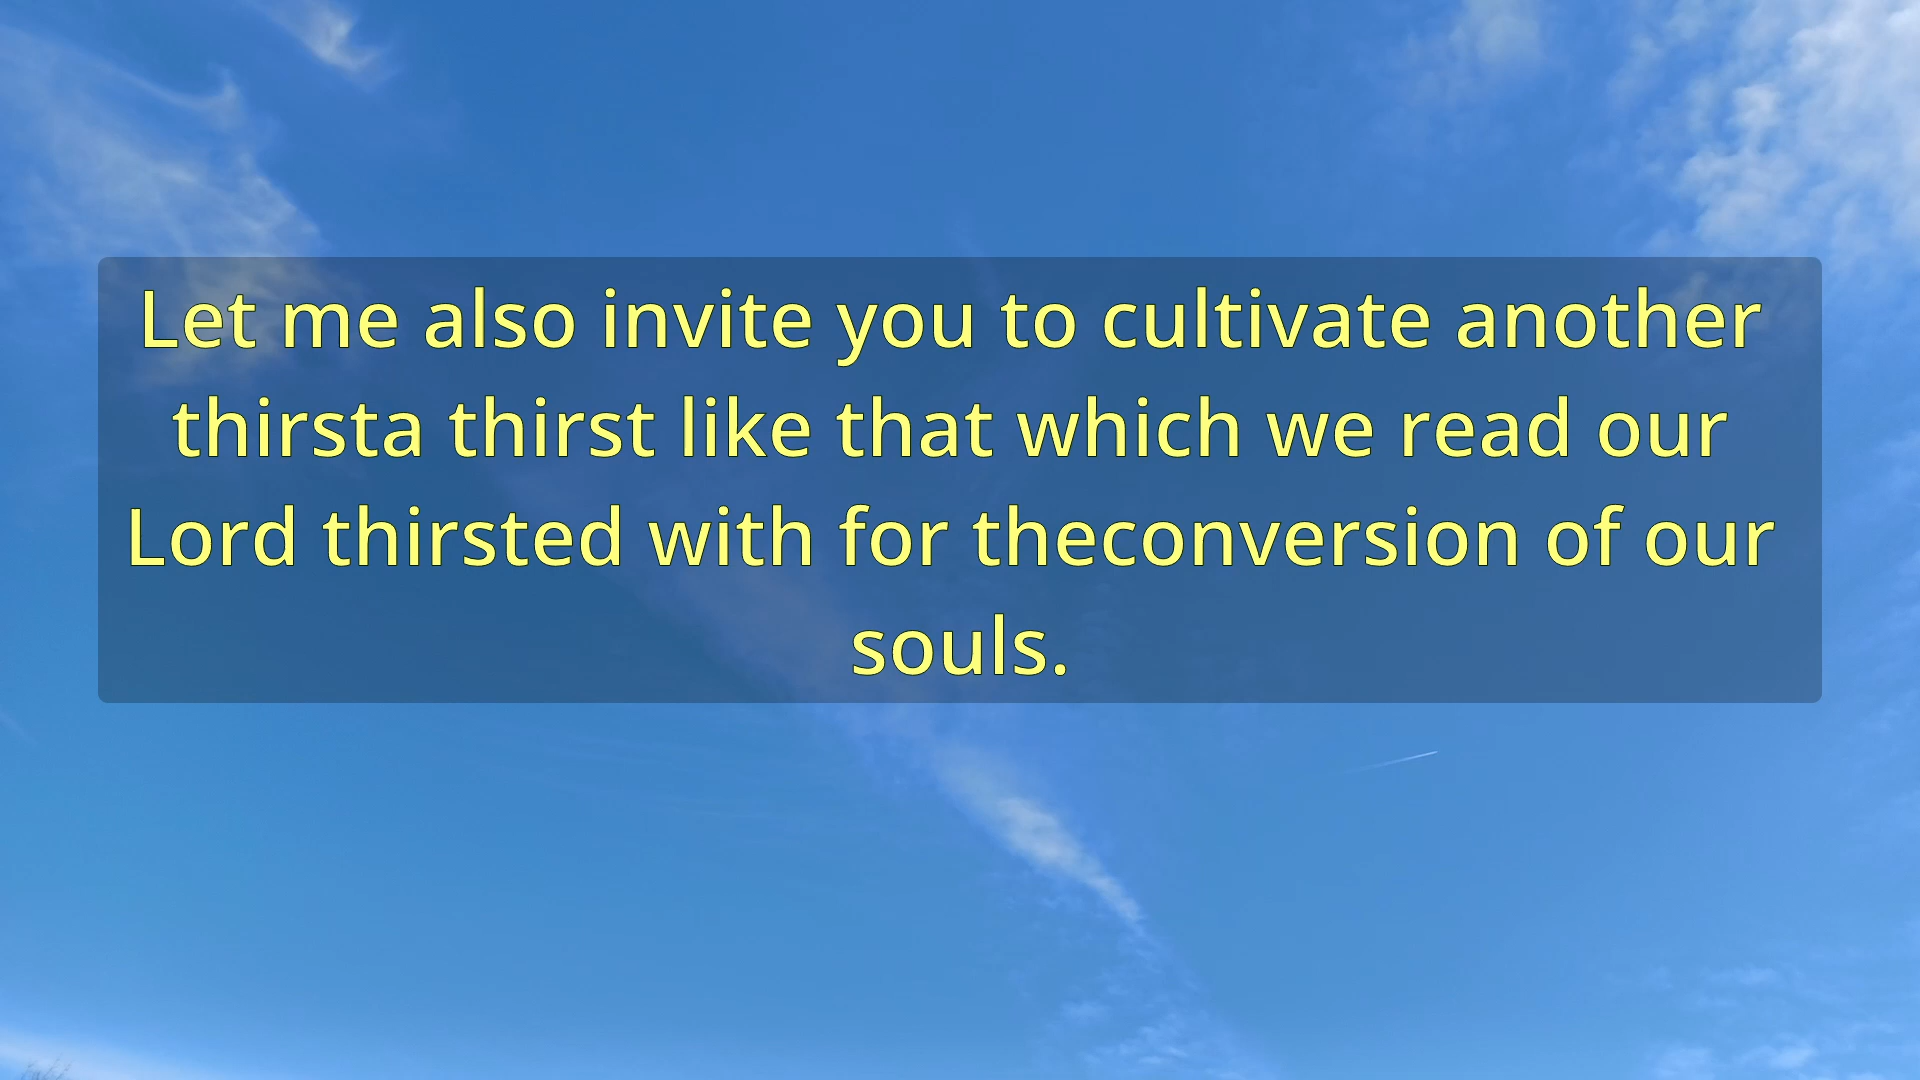 Let me also invite you to cultivate another
thirsta thirst like that which we read our
Lord thirsted with for theconversion of our
souls.